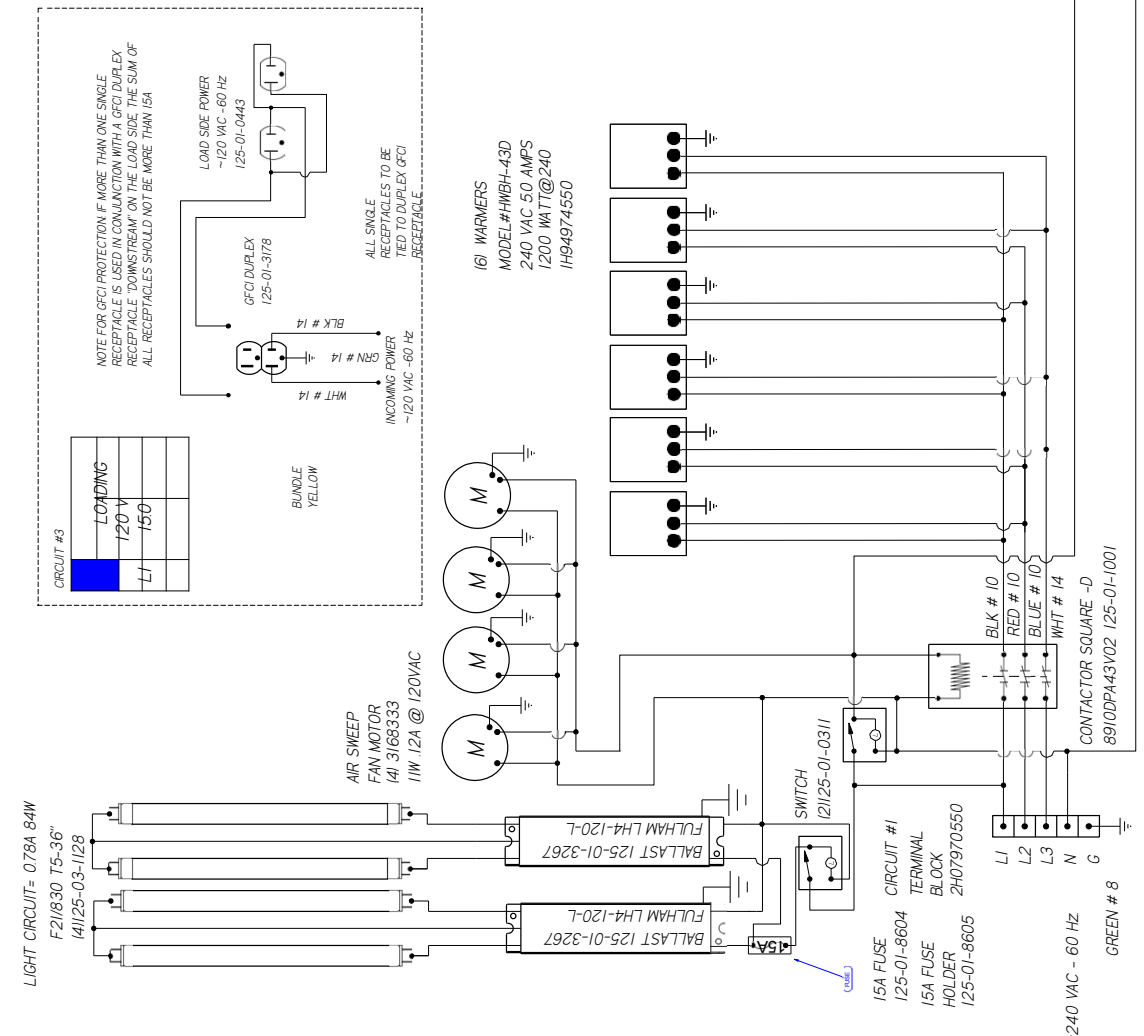 CIRCUIT #3
LOADING
120 V
L1
15.0
NOTE FOR GFCI PROTECTION: IF MORE THAN ONE SINGLE
RECEPTACLE IS USED IN CONJUNCTION WITH A GFCI DUPLEX
RECEPTACLE "DOWNSTREAM" ON THE LOAD SIDE, THE SUM OF
ALL RECEPTACLES SHOULD NOT BE MORE THAN 15A
LOAD SIDE POWER
~120 VAC -60 Hz
125-01-0443
GFCI DUPLEX
125-01-3178
ALL SINGLE
RECEPTACLES TO BE
TIED TO DUPLEX GFCI
RECEPTACLE
BLK # 14
GRN # 14
WHT # 14
INCOMING POWER
~120 VAC -60 Hz
BUNDLE
YELLOW
(6) WARMERS
MODEL#HWBH-43D
240 VAC 5.0 AMPS
1200 WATT@240
1H94974550
AIR SWEEP
FAN MOTOR
(4) 3168333
11W .12A @ 120VAC
M
M
M
M
LIGHT CIRCUIT= 0.78A 84W
F21/830 T5-36"
(4)125-03-1128
FULHAM LH4-120-L
BALLAST 125-01-3267
FULHAM LH4-120-L
BALLAST 125-01-3267
15A
FUSE
SWITCH
(2)125-01-0311
15A FUSE
125-01-8604
15A FUSE
HOLDER
125-01-8605
CIRCUIT #1
TERMINAL
BLOCK
2H07970550
BLK # 10
RED # 10
BLUE # 10
WHT # 14
CONTACTOR SQUARE -D
8910DPA43V02 125-01-1001
L1
L2
L3
N
G
GREEN # 8
240 VAC - 60 Hz